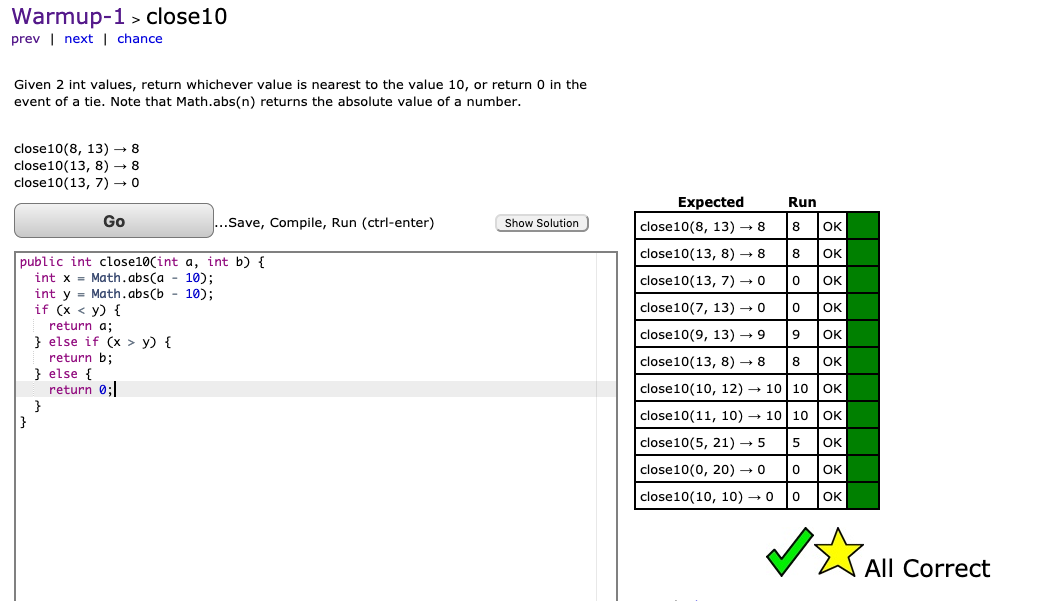 Warmup-1 > close10
prev | next | chance
Given 2 int values, return whichever value is nearest to the value 10, or return 0 in the
event of a tie. Note that Math.abs(n) returns the absolute value of a number.
close10(8, 13) → 8
close10(13, 8) → 8
close10(13, 7) → 0
Go ...Save, Compile, Run (ctrl-enter) Show Solution
public int close10(int a, int b) {
  int x = Math.abs(a - 10);
  int y = Math.abs(b - 10);
  if (x < y) {
    return a;
  } else if (x > y) {
    return b;
  } else {
    return 0;
  }
}
Expected Run
close10(8, 13) → 8 8 OK
close10(13, 8) → 8 8 OK
close10(13, 7) → 0 0 OK
close10(7, 13) → 0 0 OK
close10(9, 13) → 9 9 OK
close10(13, 8) → 8 8 OK
close10(10, 12) → 10 10 OK
close10(11, 10) → 10 10 OK
close10(5, 21) → 5 5 OK
close10(0, 20) → 0 0 OK
close10(10, 10) → 0 0 OK
All Correct